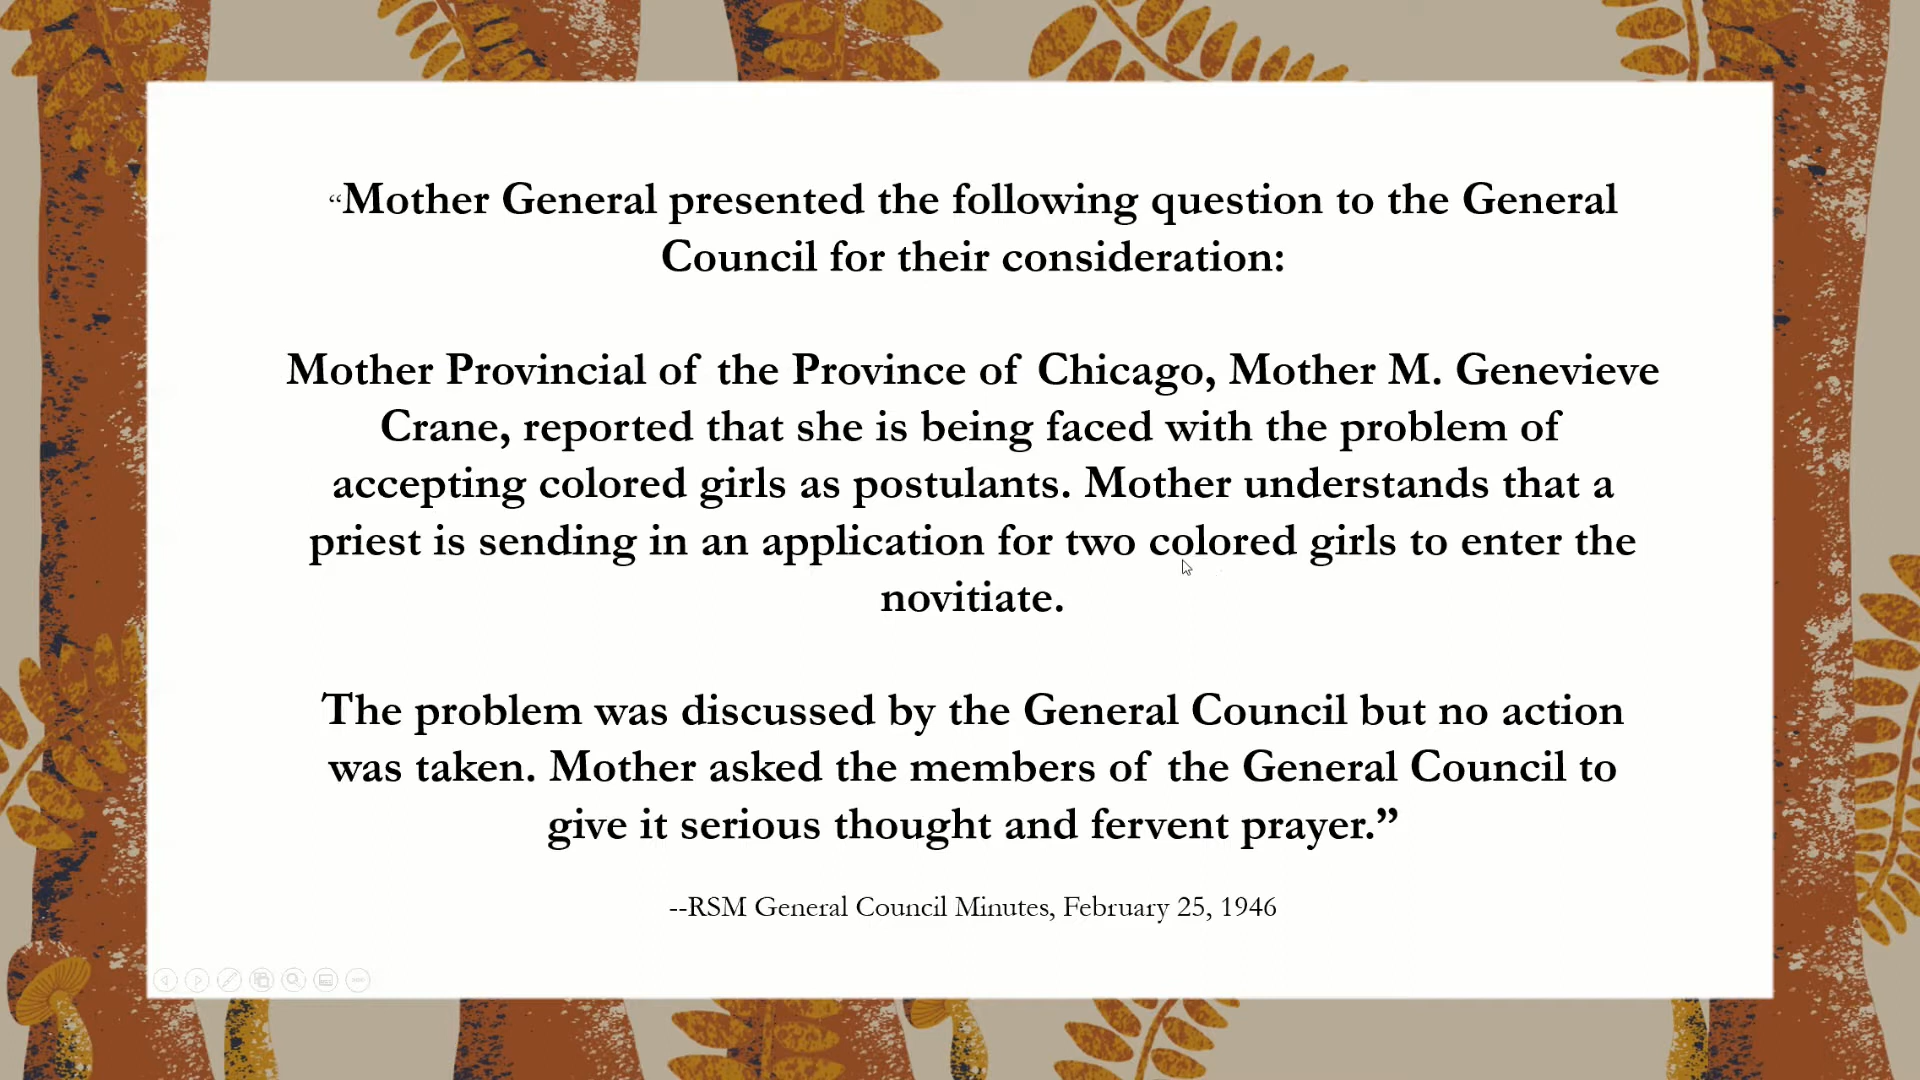 “Mother General presented the following question to the General
Council for their consideration:
Mother Provincial of the Province of Chicago, Mother M. Genevieve
Crane, reported that she is being faced with the problem of
accepting colored girls as postulants. Mother understands that a
priest is sending in an application for two colored girls to enter the
novitiate.
The problem was discussed by the General Council but no action
was taken. Mother asked the members of the General Council to
give it serious thought and fervent prayer.”
--RSM General Council Minutes, February 25, 1946